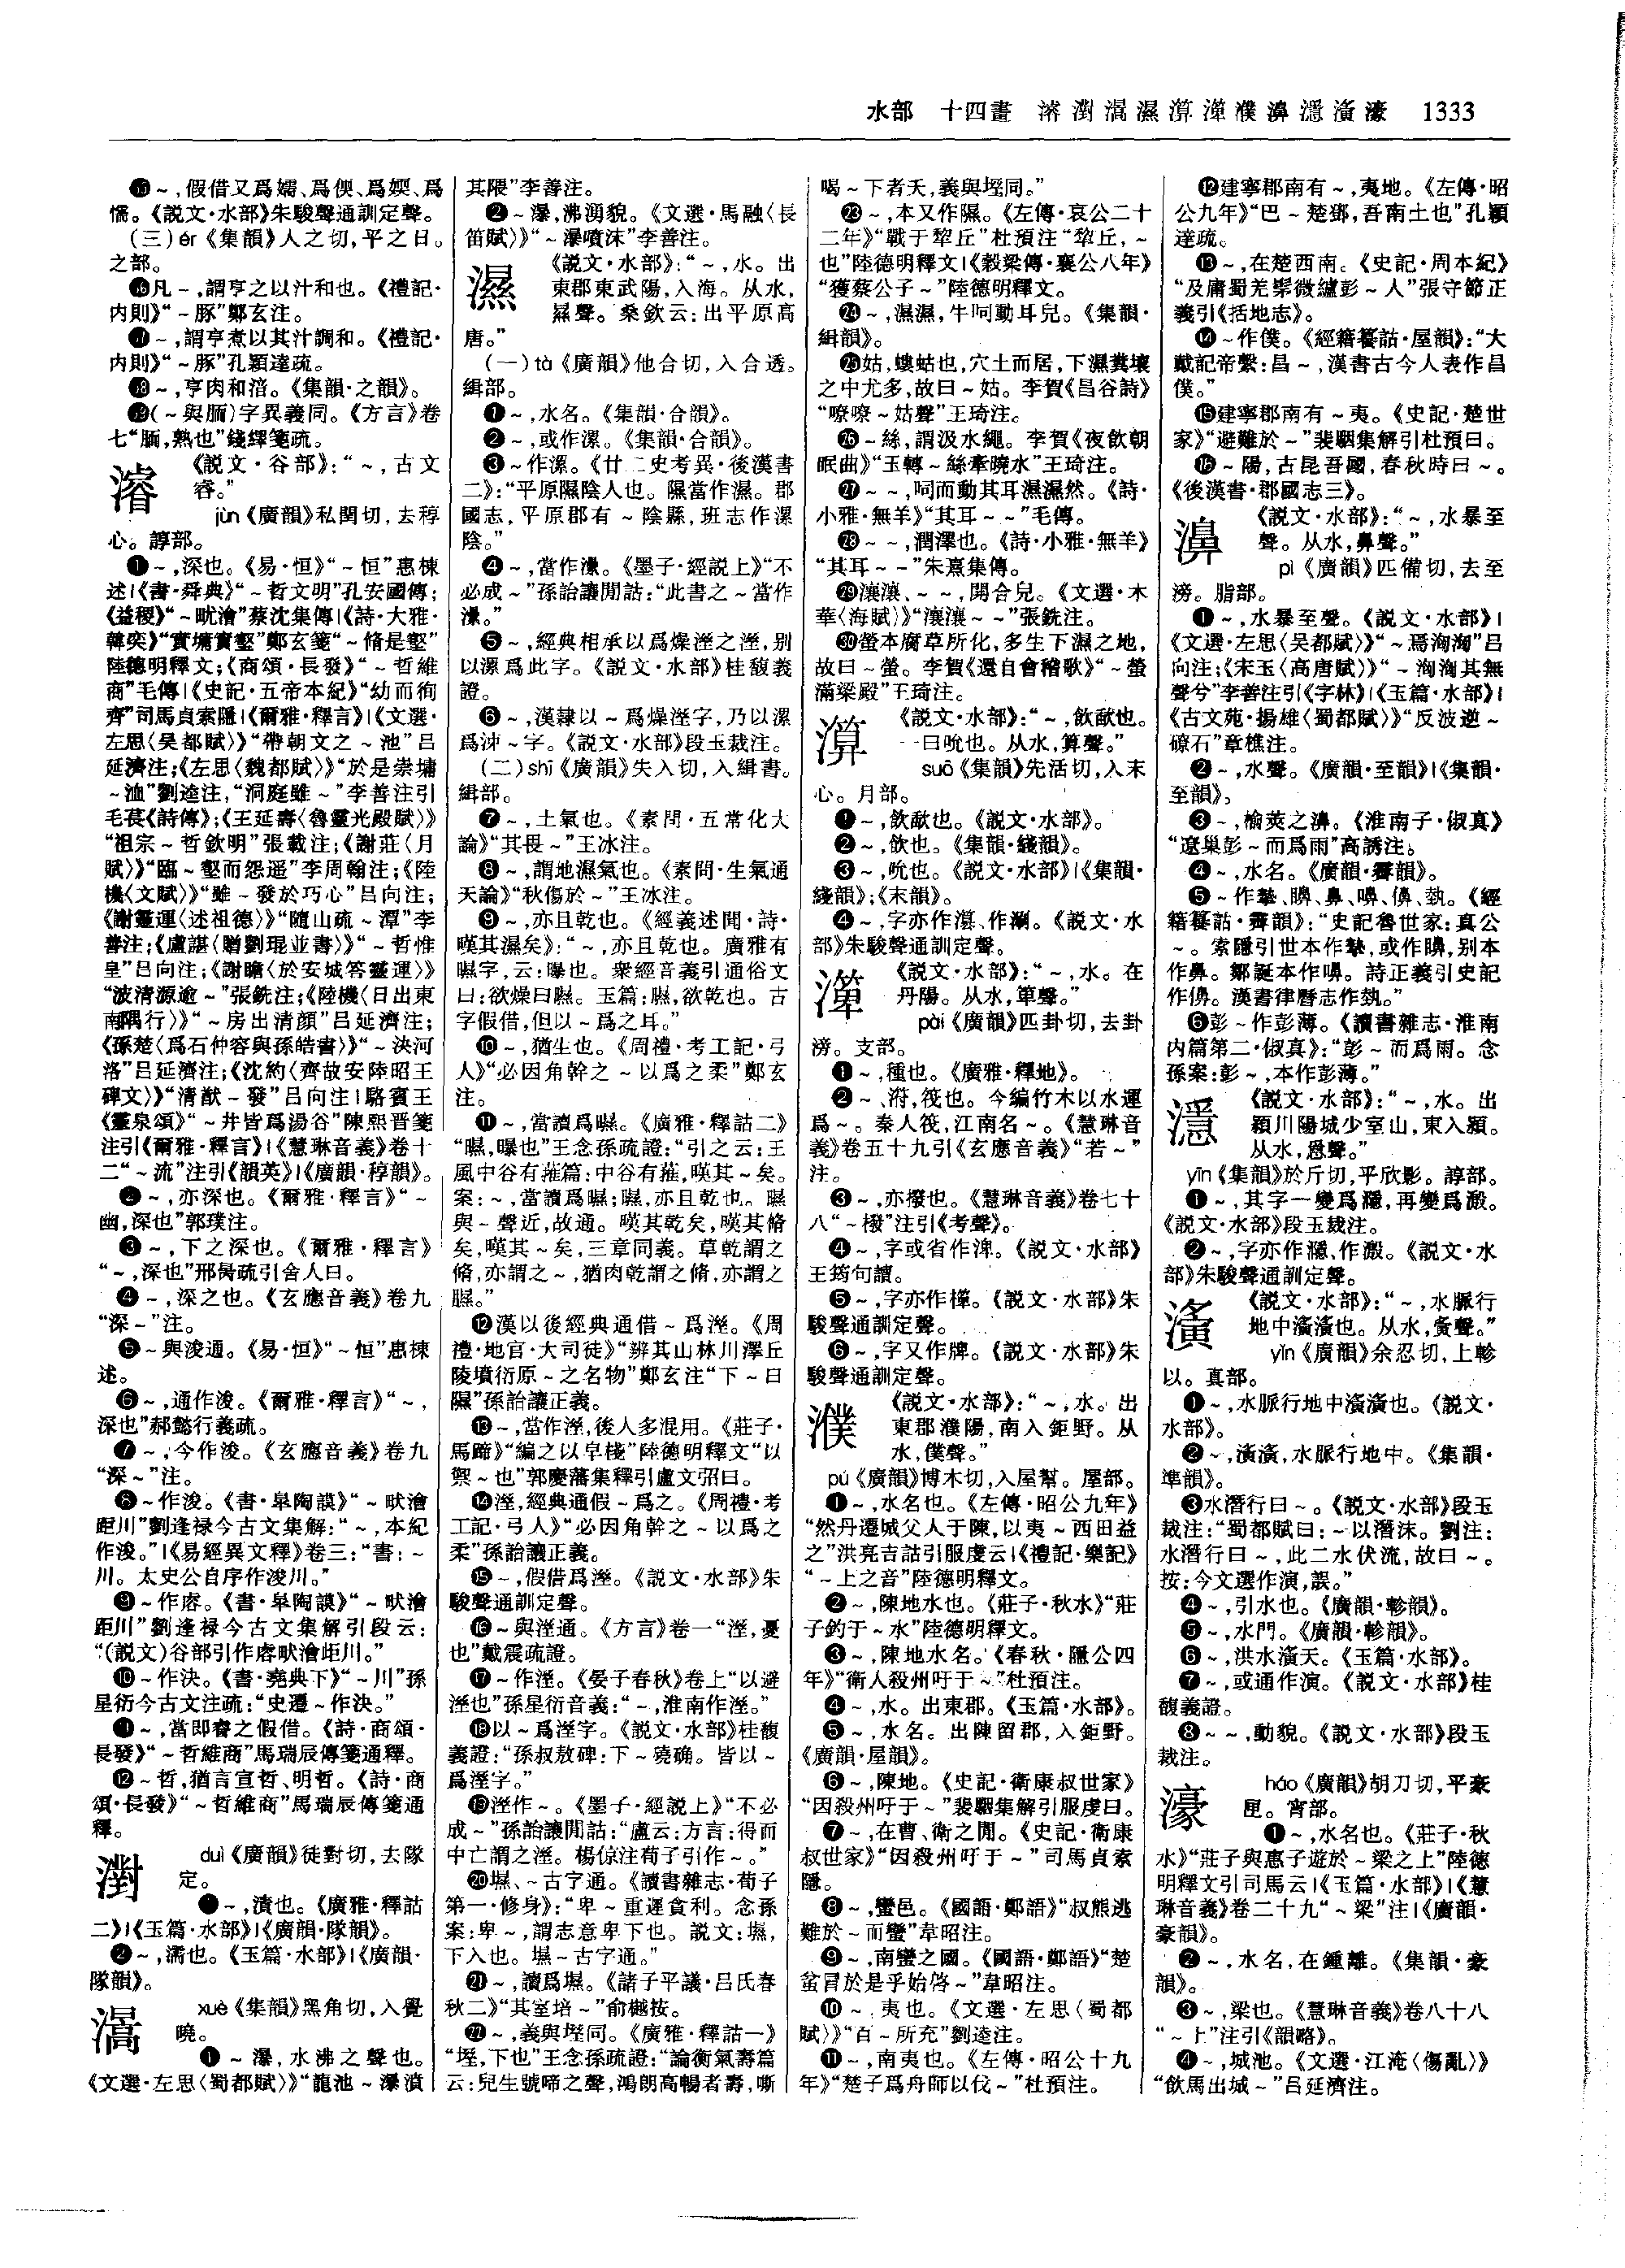 水部　十四畫　濬濧滈濕䈇㵺濮濞濦濥濠　1333
～,假借又爲嬬、爲偄、爲媆、爲
懦。《説文·水部》朱駿聲通訓定聲。
(三) ér《集韻》人之切,平之日。
之部。
凡～,謂亨之以汁和也。《禮記·
内則》“～豚”鄭玄注。
～,謂亨煮以其汁調和。《禮記·
内則》“～豚”孔穎達疏。
～,亨肉和湆。《集韻·之韻》。
(～與胹)字異義同。《方言》卷
七“胹,熟也”錢繹箋疏。
濬
《説文·谷部》:“～,古文
睿。”
jùn《廣韻》私閏切,去稕
心。諄部。
❶～,深也。《易·恒》“～恒”惠棟
述|《書·舜典》“～哲文明”孔安國傳;
《益稷》“～畎澮”蔡沈集傳|《詩·大雅·
韓奕》“實墉實壑”鄭玄箋“～脩是壑”
陸德明釋文;《商頌·長發》“～哲維
商”毛傳|《史記·五帝本紀》“幼而徇
齊”司馬貞索隱|《爾雅·釋言》|《文選·
左思〈吴都賦〉》“帶朝文之～池”吕
延濟注;《左思〈魏都賦〉》“於是崇墉
～洫”劉逵注,“洞庭雖～”李善注引
毛萇《詩傳》;《王延壽〈魯靈光殿賦〉》
“祖宗～哲欽明”張載注;《謝莊〈月
賦〉》“臨～壑而怨遥”李周翰注;《陸
機〈文賦〉》“雖～發於巧心”吕向注;
《謝靈運〈述祖德〉》“隨山疏～潭”李
善注;《盧諶〈贈劉琨並書〉》“～哲惟
皇”吕向注;《謝瞻〈於安城答靈運〉》
“波清源逾～”張銑注;《陸機〈日出東
南隅行〉》“～房出清顔”吕延濟注;
《孫楚〈爲石仲容與孫皓書〉》“～決河
洛”吕延濟注;《沈約〈齊故安陸昭王
碑文〉》“清猷～發”吕向注|駱賓王
《靈泉頌》“～井皆爲湯谷”陳熙晉箋
注引《爾雅·釋言》|《慧琳音義》卷十
二“～流”注引《韻英》|《廣韻·稕韻》。
❷～,亦深也。《爾雅·釋言》“～
幽,深也”郭璞注。
❸～,下之深也。《爾雅·釋言》
“～,深也”邢昺疏引舍人曰。
❹～,深之也。《玄應音義》卷九
“深～”注。
❺～與浚通。《易·恒》“～恒”惠棟
述。
❻～,通作浚。《爾雅·釋言》“～,
深也”郝懿行義疏。
❼～,今作浚。《玄應音義》卷九
“深～”注。
❽～作浚。《書·皋陶謨》“～畎澮
距川”劉逢禄今古文集解:“～,本紀
作浚。”|《易經異文釋》卷三:“書:～
川。太史公自序作浚川。”
❾～作㕡。《書·皋陶謨》“～畎澮
距川”劉逢禄今古文集解引段云:
“(説文)谷部引作㕡畎澮歫川。”
❿～作決。《書·堯典下》“～川”孫
星衍今古文注疏:“史遷～作決。”
⓫～,當即睿之假借。《詩·商頌·
長發》“～哲維商”馬瑞辰傳箋通釋。
⓬～哲,猶言宣哲、明哲。《詩·商
頌·長發》“～哲維商”馬瑞辰傳箋通
釋。
濧
duì《廣韻》徒對切,去隊
定。
❶～,漬也。《廣雅·釋詁
二》|《玉篇·水部》|《廣韻·隊韻》。
❷～,濡也。《玉篇·水部》|《廣韻·
隊韻》。
xuè《集韻》黑角切,入覺
曉。
❶～瀑,水沸之聲也。
《文選·左思〈蜀都賦〉》“龍池～瀑濆
其隈”李善注。
❷～瀑,沸湧貌。《文選·馬融〈長
笛賦〉》“～瀑噴沫”李善注。
濕
《説文·水部》:“～,水。出
東郡東武陽,入海。从水,
㬎聲。桑欽云:出平原高
唐。”
(一) tà《廣韻》他合切,入合透。
緝部。
❶～,水名。《集韻·合韻》。
❷～,或作漯。《集韻·合韻》。
❸～作漯。《廿二史考異·後漢書
二》:“平原隰陰人也。隰當作濕。郡
國志,平原郡有～陰縣,班志作漯
陰。”
❹～,當作濝。《墨子·經説上》“不
必成～”孫詒讓閒詁:“此書之～當作
濝。”
❺～,經典相承以爲燥溼之溼,别
以漯爲此字。《説文·水部》桂馥義
證。
❻～,漢隸以～爲燥溼字,乃以漯
爲泲～字。《説文·水部》段玉裁注。
(二) shī《廣韻》失入切,入緝書。
緝部。
❼～,土氣也。《素問·五常化大
論》“其畏～”王冰注。
❽～,謂地濕氣也。《素問·生氣通
天論》“秋傷於～”王冰注。
❾～,亦且乾也。《經義述聞·詩·
暵其濕矣》:“～,亦且乾也。廣雅有
㬤字,云:曝也。衆經音義引通俗文
曰:欲燥曰㬤。玉篇:㬤,欲乾也。古
字假借,但以～爲之耳。”
❿～,猶生也。《周禮·考工記·弓
人》“必因角幹之～以爲之柔”鄭玄
注。
⓫～,當讀爲㬤。《廣雅·釋詁二》
“㬤,曝也”王念孫疏證:“引之云:王
風中谷有蓷篇:中谷有蓷,暵其～矣。
案:～,當讀爲㬤;㬤,亦且乾也。㬤
與～聲近,故通。暵其乾矣,暵其脩
矣,暵其～矣,三章同義。草乾謂之
脩,亦謂之～,猶肉乾謂之脩,亦謂之
𦠄。”
⓬漢以後經典通借～爲溼。《周
禮·地官·大司徒》“辨其山林川澤丘
陵墳衍原～之名物”鄭玄注“下～曰
隰”孫詒讓正義。
⓭～,當作溼,後人多混用。《莊子·
馬蹄》“編之以皁棧”陸德明釋文“以
禦～也”郭慶藩集釋引盧文弨曰。
⓮溼,經典通假～爲之。《周禮·考
工記·弓人》“必因角幹之～以爲之
柔”孫詒讓正義。
⓯～,假借爲溼。《説文·水部》朱
駿聲通訓定聲。
⓰～與溼通。《方言》卷一“溼,憂
也”戴震疏證。
⓱～作溼。《晏子春秋》卷上“以避
溼也”孫星衍音義:“～,淮南作溼。”
⓲以～爲溼字。《説文·水部》桂馥
義證:“孫叔敖碑:下～墝确。皆以～
爲溼字。”
⓳溼作～。《墨子·經説上》“不必
成～”孫詒讓閒詁:“盧云:方言:得而
中亡謂之溼。楊倞注荀子引作～。”
⓴㙷、～古字通。《讀書雜志·荀子
第一·修身》:“卑～重遲貪利。念孫
案:卑～,謂志意卑下也。説文:㙷,
下入也。㙷～古字通。”
㉑～,讀爲㙷。《諸子平議·吕氏春
秋二》“其室培～”俞樾按。
㉒～,義與㙷同。《廣雅·釋詁一》
“㙷,下也”王念孫疏證:“論衡氣壽篇
云:兒生號啼之聲,鴻朗高暢者壽,嘶
喝～下者夭,義與㙷同。”
㉓～,本又作隰。《左傳·哀公二十
二年》“戰于犂丘”杜預注“犂丘,～
也”陸德明釋文|《穀梁傳·襄公八年》
“獲蔡公子～”陸德明釋文。
㉔～,濕濕,牛呞動耳皃。《集韻·
緝韻》。
㉕姑,螻蛄也,穴土而居,下濕糞壤
之中尤多,故曰～姑。李賀《昌谷詩》
“嘹嘹～姑聲”王琦注。
㉖～絲,謂汲水繩。李賀《夜飲朝
眠曲》“玉轉～絲牽曉水”王琦注。
㉗～～,呞而動其耳濕濕然。《詩·
小雅·無羊》“其耳～～”毛傳。
㉘～～,潤澤也。《詩·小雅·無羊》
“其耳～～”朱熹集傳。
㉙瀼瀼、～～,開合皃。《文選·木
華〈海賦〉》“瀼瀼～～”張銑注。
㉚螢本腐草所化,多生下濕之地,
故曰～螢。李賀《還自會稽歌》“～螢
滿梁殿”王琦注。
《説文·水部》:“～,飲歃也。
一曰吮也。从水,算聲。”
suō《集韻》先活切,入末
心。月部。
❶～,飲歃也。《説文·水部》。
❷～,飲也。《集韻·綫韻》。
❸～,吮也。《説文·水部》|《集韻·
綫韻》;《末韻》。
❹～,字亦作潠、作涮。《説文·水
部》朱駿聲通訓定聲。
《説文·水部》:“～,水。在
丹陽。从水,箄聲。”
pài《廣韻》匹卦切,去卦
滂。支部。
❶～,種也。《廣雅·釋地》。
❷～、泭,筏也。今編竹木以水運
爲～。秦人筏,江南名～。《慧琳音
義》卷五十九引《玄應音義》“若～”
注。
❸～,亦橃也。《慧琳音義》卷七十
八“～橃”注引《考聲》。
❹～,字或省作渒。《説文·水部》
王筠句讀。
❺～,字亦作㯅。《説文·水部》朱
駿聲通訓定聲。
❻～,字又作牌。《説文·水部》朱
駿聲通訓定聲。
濮
《説文·水部》:“～,水。出
東郡濮陽,南入鉅野。从
水,僕聲。”
pú《廣韻》博木切,入屋幫。屋部。
❶～,水名也。《左傳·昭公九年》
“然丹遷城父人于陳,以夷～西田益
之”洪亮吉詁引服虔云|《禮記·樂記》
“～上之音”陸德明釋文。
❷～,陳地水也。《莊子·秋水》“莊
子釣于～水”陸德明釋文。
❸～,陳地水名。《春秋·隱公四
年》“衛人殺州吁于～”杜預注。
❹～,水。出東郡。《玉篇·水部》。
❺～,水名。出陳留郡,入鉅野。
《廣韻·屋韻》。
❻～,陳地。《史記·衛康叔世家》
“因殺州吁于～”裴駰集解引服虔曰。
❼～,在曹、衛之閒。《史記·衛康
叔世家》“因殺州吁于～”司馬貞索
隱。
❽～,蠻邑。《國語·鄭語》“叔熊逃
難於～而蠻”韋昭注。
❾～,南蠻之國。《國語·鄭語》“楚
蚠冒於是乎始啓～”韋昭注。
❿～,夷也。《文選·左思〈蜀都
賦〉》“百～所充”劉逵注。
⓫～,南夷也。《左傳·昭公十九
年》“楚子爲舟師以伐～”杜預注。
⓬建寧郡南有～,夷地。《左傳·昭
公九年》“巴～楚鄧,吾南土也”孔穎
達疏。
⓭～,在楚西南。《史記·周本紀》
“及庸蜀羌髳微纑彭～人”張守節正
義引《括地志》。
⓮～作僕。《經籍籑詁·屋韻》:“大
戴記帝繫:昌～,漢書古今人表作昌
僕。”
⓯建寧郡南有～夷。《史記·楚世
家》“避難於～”裴駰集解引杜預曰。
⓰～陽,古昆吾國,春秋時曰～。
《後漢書·郡國志三》。
濞
《説文·水部》:“～,水暴至
聲。从水,鼻聲。”
pì《廣韻》匹備切,去至
滂。脂部。
❶～,水暴至聲。《説文·水部》|
《文選·左思〈吴都賦〉》“～焉洶洶”吕
向注;《宋玉〈高唐賦〉》“～洶洶其無
聲兮”李善注引《字林》|《玉篇·水部》|
《古文苑·揚雄〈蜀都賦〉》“反波逆～
磙石”章樵注。
❷～,水聲。《廣韻·至韻》|《集韻·
至韻》。
❸～,榆莢之濞。《淮南子·俶真》
“遼巢彭～而爲雨”高誘注。
❹～,水名。《廣韻·霽韻》。
❺～作摯、嚊、鼻、嚊、傰、執。《經
籍籑詁·霽韻》:“史記魯世家:真公
～。索隱引世本作摯,或作嚊,别本
作鼻。鄒誕本作嚊。詩正義引史記
作傰。漢書律曆志作執。”
❻彭～作彭薄。《讀書雜志·淮南
内篇第二·俶真》:“彭～而爲雨。念
孫案:彭～,本作彭薄。”
濦
《説文·水部》:“～,水。出
潁川陽城少室山,東入潁。
从水,㥯聲。”
yīn《集韻》於斤切,平欣影。諄部。
❶～,其字一變爲㶏,再變爲溵。
《説文·水部》段玉裁注。
❷～,字亦作㶏、作溵。《説文·水
部》朱駿聲通訓定聲。
濥
《説文·水部》:“～,水脈行
地中濥濥也。从水,夤聲。”
yǐn《廣韻》余忍切,上軫
以。真部。
❶～,水脈行地中濥濥也。《説文·
水部》。
❷～,濥濥,水脈行地中。《集韻·
準韻》。
❸水潛行曰～。《説文·水部》段玉
裁注:“蜀都賦曰:～以潛沫。劉注:
水潛行曰～,此二水伏流,故曰～。
按:今文選作演,誤。”
❹～,引水也。《廣韻·軫韻》。
❺～,水門。《廣韻·軫韻》。
❻～,洪水濥天。《玉篇·水部》。
❼～,或通作演。《説文·水部》桂
馥義證。
❽～～,動貌。《説文·水部》段玉
裁注。
濠
háo《廣韻》胡刀切,平豪
匣。宵部。
❶～,水名也。《莊子·秋
水》“莊子與惠子遊於～梁之上”陸德
明釋文引司馬云|《玉篇·水部》|《慧
琳音義》卷二十九“～梁”注|《廣韻·
豪韻》。
❷～,水名,在鍾離。《集韻·豪
韻》。
❸～,梁也。《慧琳音義》卷八十八
“～上”注引《韻略》。
❹～,城池。《文選·江淹〈傷亂〉》
“飲馬出城～”吕延濟注。